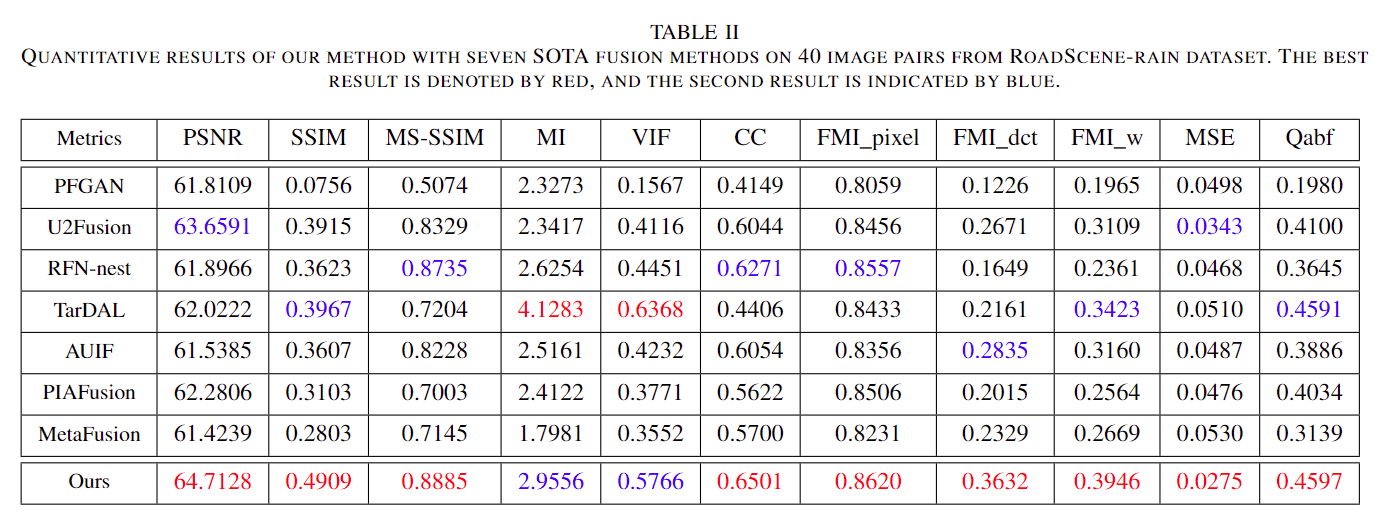 TABLE II
QUANTITATIVE RESULTS OF OUR METHOD WITH SEVEN SOTA FUSION METHODS ON 40 IMAGE PAIRS FROM ROADSCENE-RAIN DATASET. THE BEST
RESULT IS DENOTED BY RED, AND THE SECOND RESULT IS INDICATED BY BLUE.
Metrics PSNR SSIM MS-SSIM MI VIF CC FMI_pixel FMI_dct FMI_w MSE Qabf
PFGAN 61.8109 0.0756 0.5074 2.3273 0.1567 0.4149 0.8059 0.1226 0.1965 0.0498 0.1980
U2Fusion 63.6591 0.3915 0.8329 2.3417 0.4116 0.6044 0.8456 0.2671 0.3109 0.0343 0.4100
RFN-nest 61.8966 0.3623 0.8735 2.6254 0.4451 0.6271 0.8557 0.1649 0.2361 0.0468 0.3645
TarDAL 62.0222 0.3967 0.7204 4.1283 0.6368 0.4406 0.8433 0.2161 0.3423 0.0510 0.4591
AUIF 61.5385 0.3607 0.8228 2.5161 0.4232 0.6054 0.8356 0.2835 0.3160 0.0487 0.3886
PIAFusion 62.2806 0.3103 0.7003 2.4122 0.3771 0.5622 0.8506 0.2015 0.2564 0.0476 0.4034
MetaFusion 61.4239 0.2803 0.7145 1.7981 0.3552 0.5700 0.8231 0.2329 0.2669 0.0530 0.3139
Ours 64.7128 0.4909 0.8885 2.9556 0.5766 0.6501 0.8620 0.3632 0.3946 0.0275 0.4597